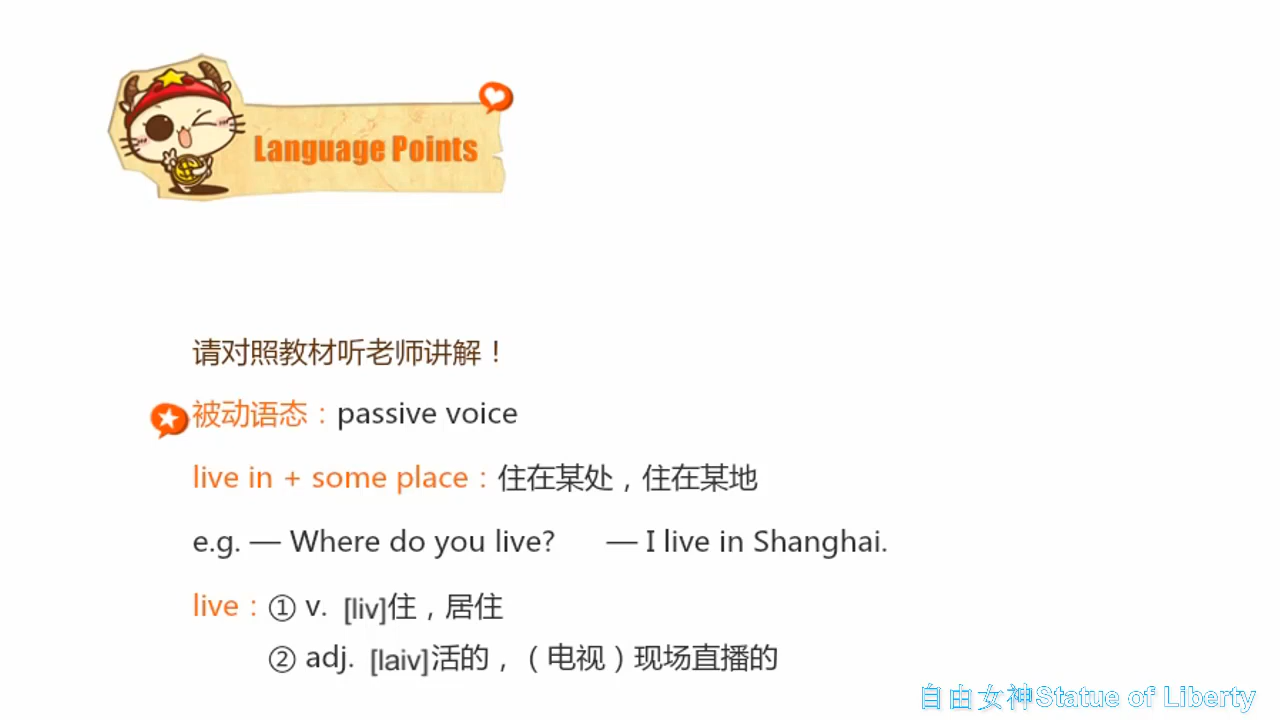 Language Points
请对照教材听老师讲解！
被动语态：passive voice
live in + some place：住在某处，住在某地
e.g. — Where do you live? — I live in Shanghai.
live：① v. [liv]住，居住
② adj. [laiv]活的，（电视）现场直播的
自由女神Statue of Liberty